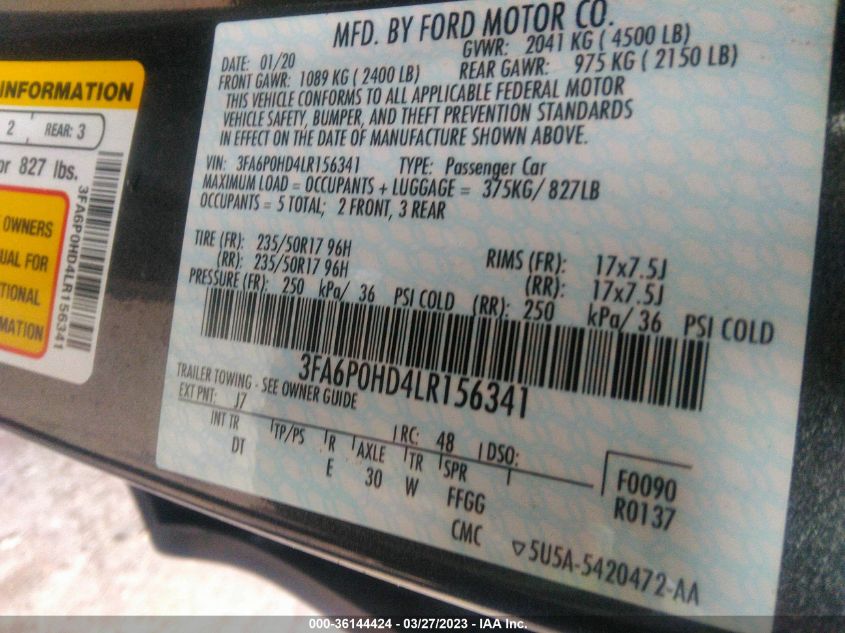 MFD. BY FORD MOTOR CO.
DATE: 01/20 GVWR: 2041 KG ( 4500 LB)
FRONT GAWR: 1089 KG ( 2400 LB) REAR GAWR: 975 KG ( 2150 LB)
THIS VEHICLE CONFORMS TO ALL APPLICABLE FEDERAL MOTOR
VEHICLE SAFETY, BUMPER, AND THEFT PREVENTION STANDARDS
IN EFFECT ON THE DATE OF MANUFACTURE SHOWN ABOVE.
VIN: 3FA6P0HD4LR156341 TYPE: Passenger Car
MAXIMUM LOAD = OCCUPANTS + LUGGAGE = 375KG/ 827LB
OCCUPANTS = 5 TOTAL; 2 FRONT, 3 REAR
TIRE (FR): 235/50R17 96H RIMS (FR): 17x7.5J
(RR): 235/50R17 96H (RR): 17x7.5J
PRESSURE (FR): 250 kPa/ 36 PSI COLD (RR): 250 kPa/ 36 PSI COLD
3FA6P0HD4LR156341
TRAILER TOWING - SEE OWNER GUIDE
EXT PNT: J7 RC: 48 DSO:
INT TR TP/PS R AXLE TR SPR
DT E 30 W FFGG
CMC
F0090
R0137
5U5A-5420472-AA
INFORMATION
2 REAR: 3
or 827 lbs.
3FA6P0HD4LR156341
OWNERS
UAL FOR
TIONAL
MATION
000-36144424 - 03/27/2023 - IAA Inc.